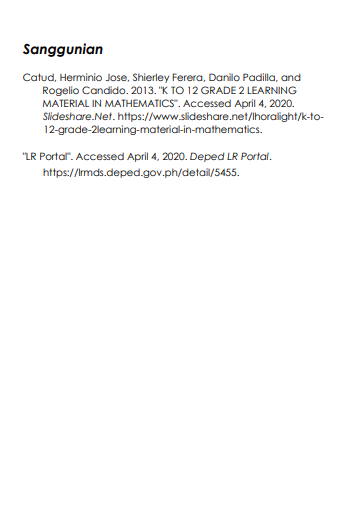 Sanggunian
Catud, Herminio Jose, Shierley Ferera, Danilo Padilla, and
Rogelio Candido. 2013. "K TO 12 GRADE 2 LEARNING
MATERIAL IN MATHEMATICS". Accessed April 4, 2020.
Slideshare.Net. https://www.slideshare.net/lhoralight/k-to-
12-grade-2learning-material-in-mathematics.
"LR Portal". Accessed April 4, 2020. Deped LR Portal.
https://lrmds.deped.gov.ph/detail/5455.